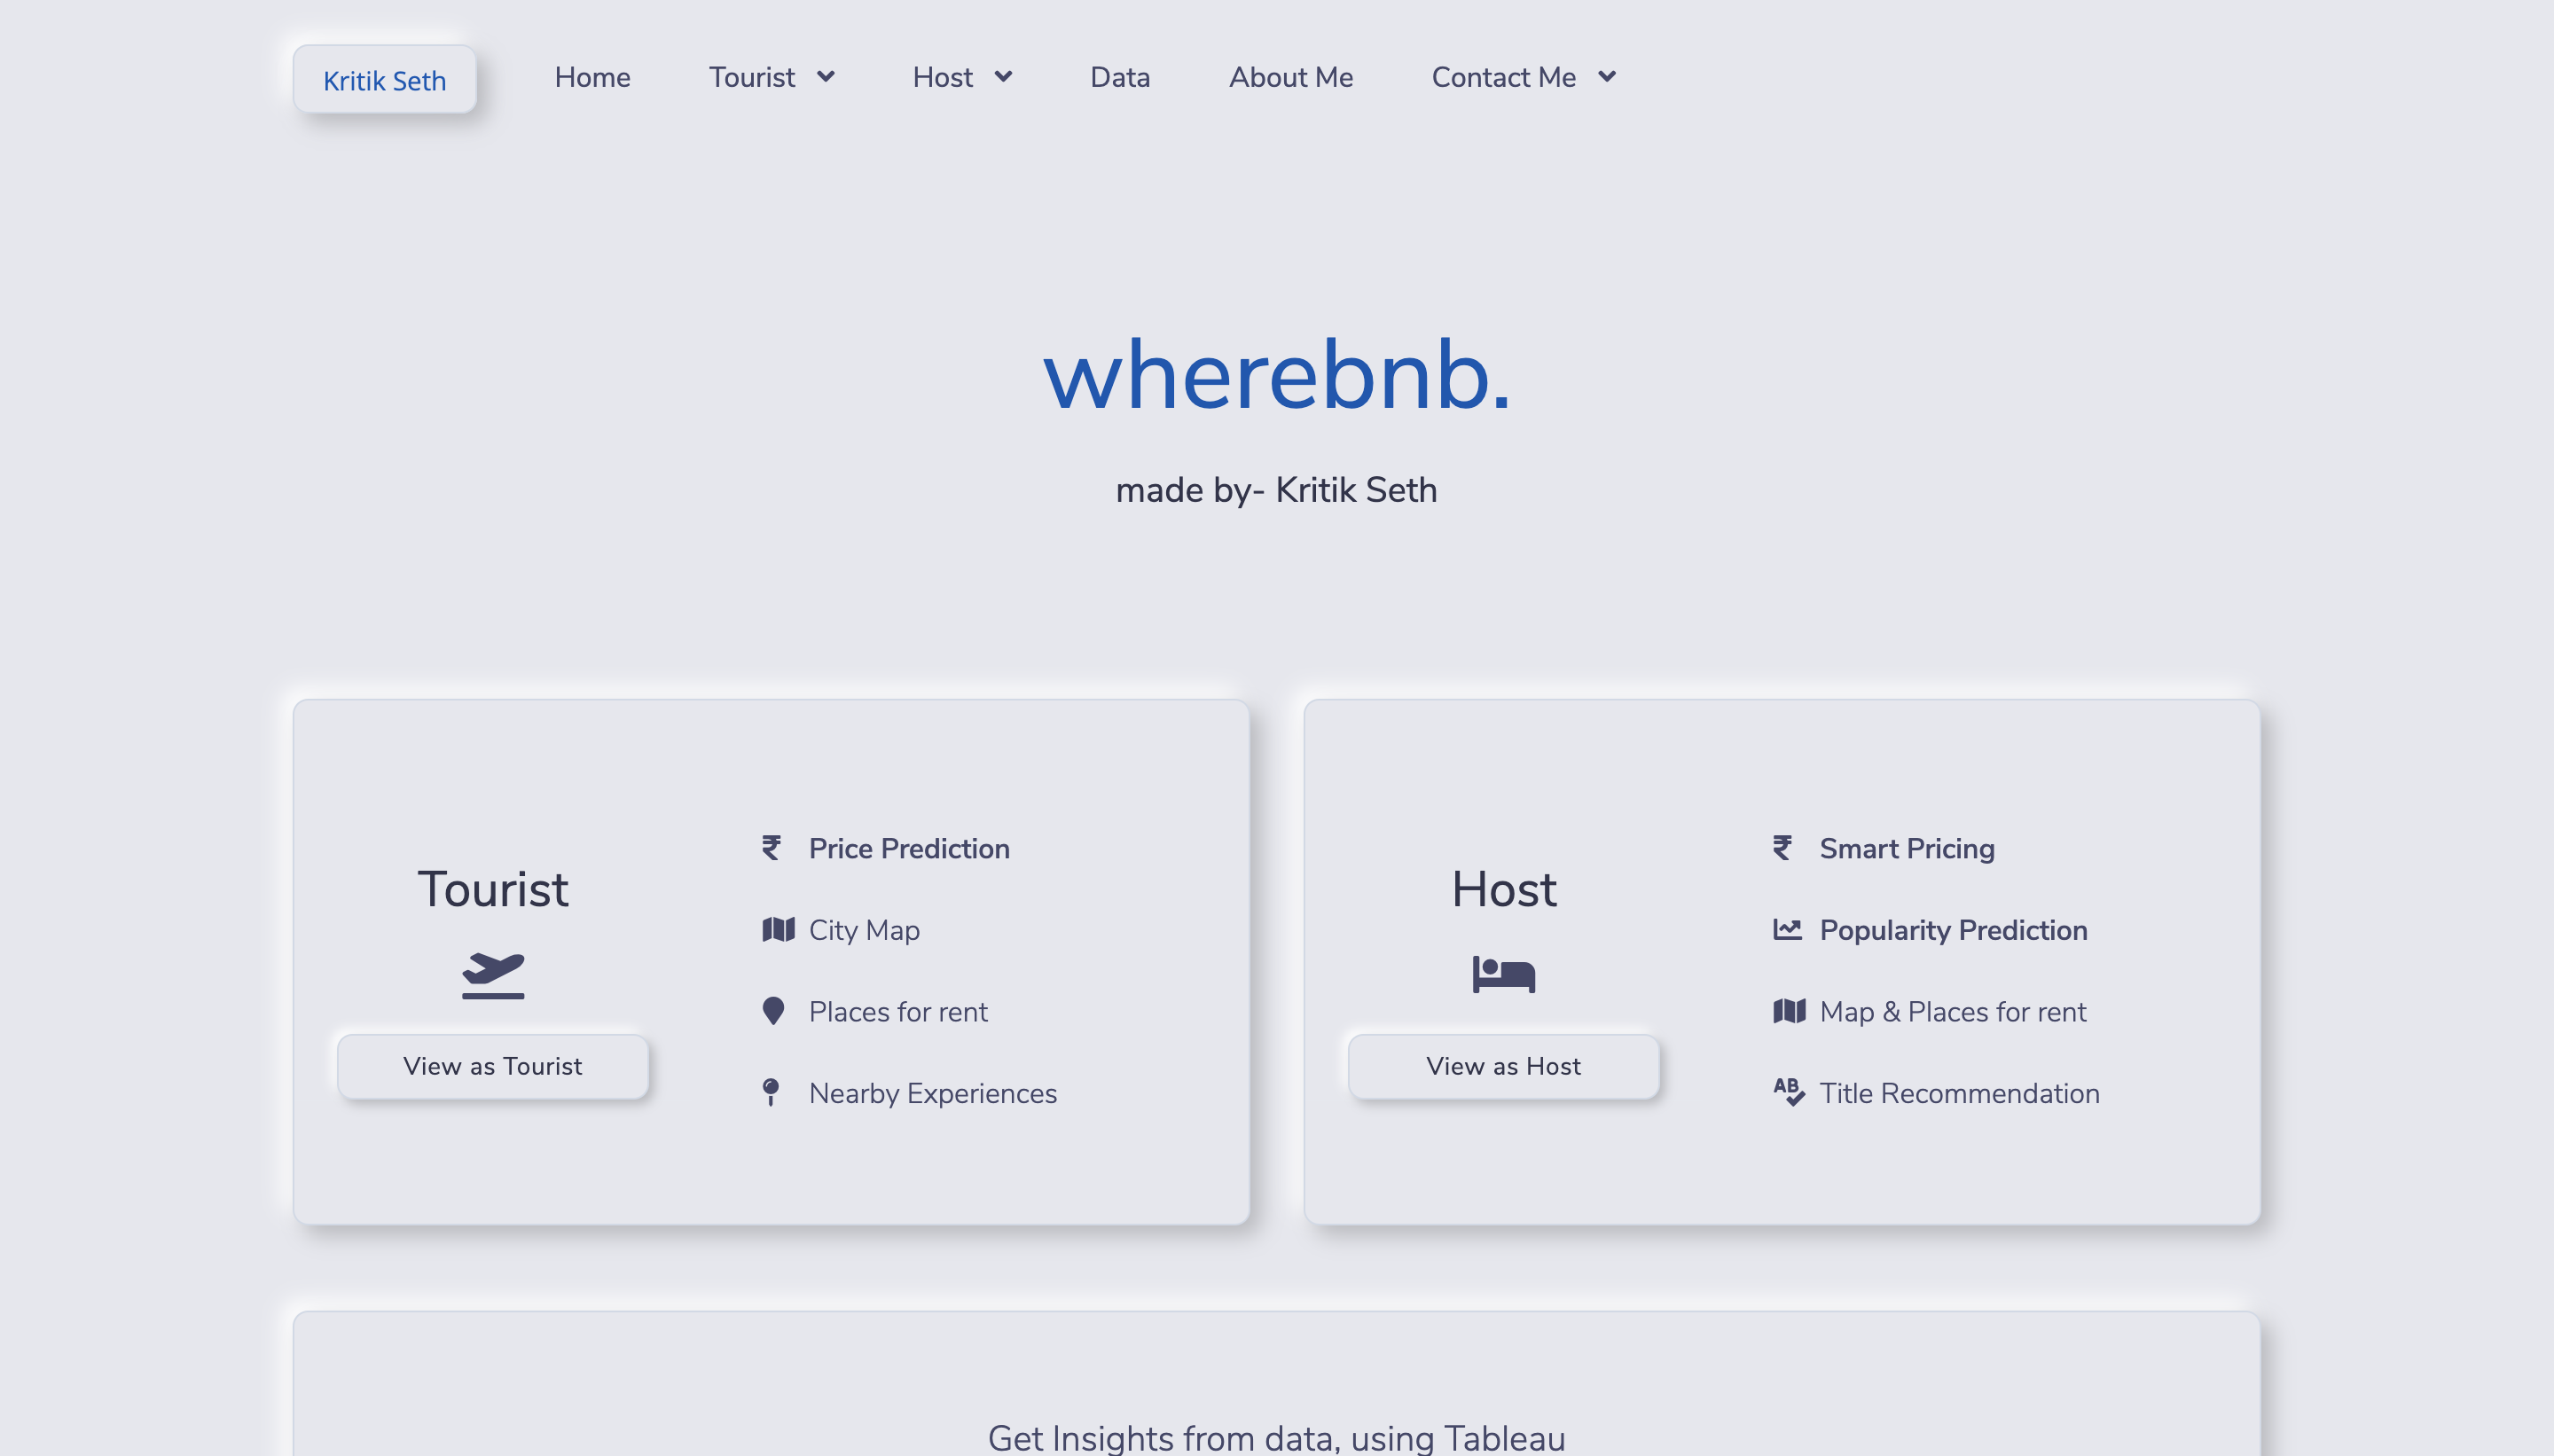 Kritik Seth
Home
Tourist
Host
Data
About Me
Contact Me
wherebnb.
made by- Kritik Seth
Tourist
View as Tourist
₹ Price Prediction
City Map
Places for rent
Nearby Experiences
Host
View as Host
₹ Smart Pricing
Popularity Prediction
Map & Places for rent
AB Title Recommendation
Get Insights from data, using Tableau